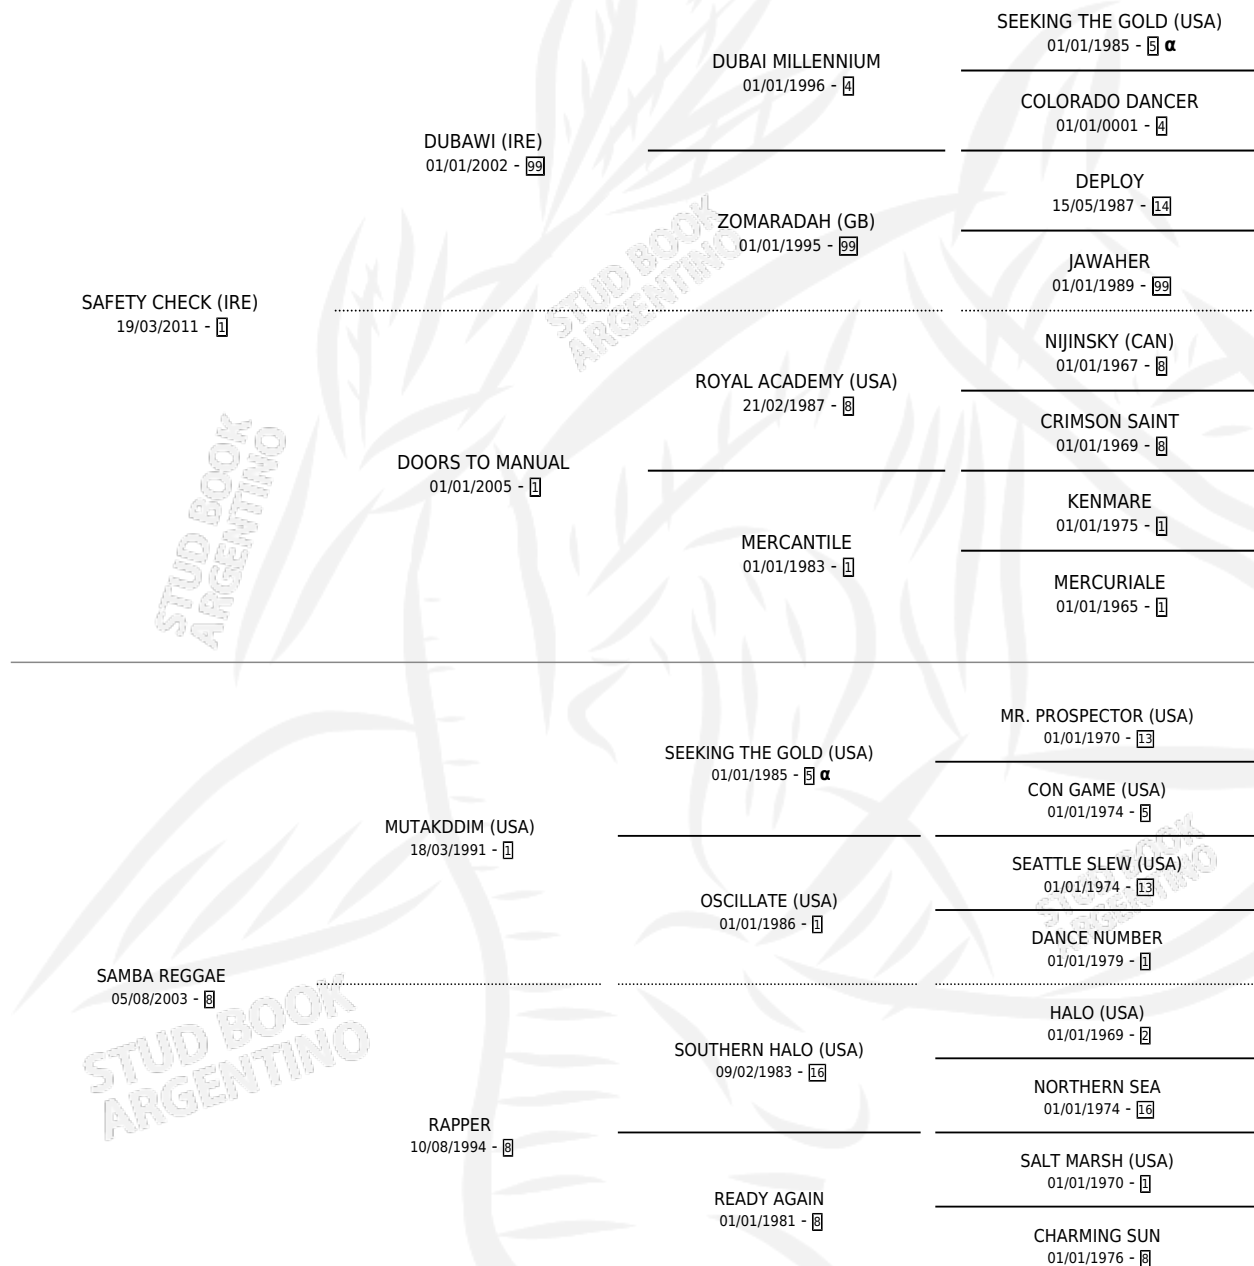 SEEKING THE GOLD (USA)
01/01/1985 - 5 α
DUBAI MILLENNIUM
01/01/1996 - 4
COLORADO DANCER
01/01/0001 - 4
DUBAWI (IRE)
01/01/2002 - 99
DEPLOY
15/05/1987 - 14
ZOMARADAH (GB)
01/01/1995 - 99
JAWAHER
01/01/1989 - 99
SAFETY CHECK (IRE)
19/03/2011 - 1
NIJINSKY (CAN)
01/01/1967 - 8
ROYAL ACADEMY (USA)
21/02/1987 - 8
CRIMSON SAINT
01/01/1969 - 8
DOORS TO MANUAL
01/01/2005 - 1
KENMARE
01/01/1975 - 1
MERCANTILE
01/01/1983 - 1
MERCURIALE
01/01/1965 - 1
MR. PROSPECTOR (USA)
01/01/1970 - 13
SEEKING THE GOLD (USA)
01/01/1985 - 5 α
CON GAME (USA)
01/01/1974 - 5
MUTAKDDIM (USA)
18/03/1991 - 1
SEATTLE SLEW (USA)
01/01/1974 - 13
OSCILLATE (USA)
01/01/1986 - 1
DANCE NUMBER
01/01/1979 - 1
SAMBA REGGAE
05/08/2003 - 8
HALO (USA)
01/01/1969 - 2
SOUTHERN HALO (USA)
09/02/1983 - 16
NORTHERN SEA
01/01/1974 - 16
RAPPER
10/08/1994 - 8
SALT MARSH (USA)
01/01/1970 - 1
READY AGAIN
01/01/1981 - 8
CHARMING SUN
01/01/1976 - 8
STUD BOOK
ARGENTINO
STUD BOOK
ARGENTINO
STUD BOOK
ARGENTINO
STUD BOOK
ARGENTINO